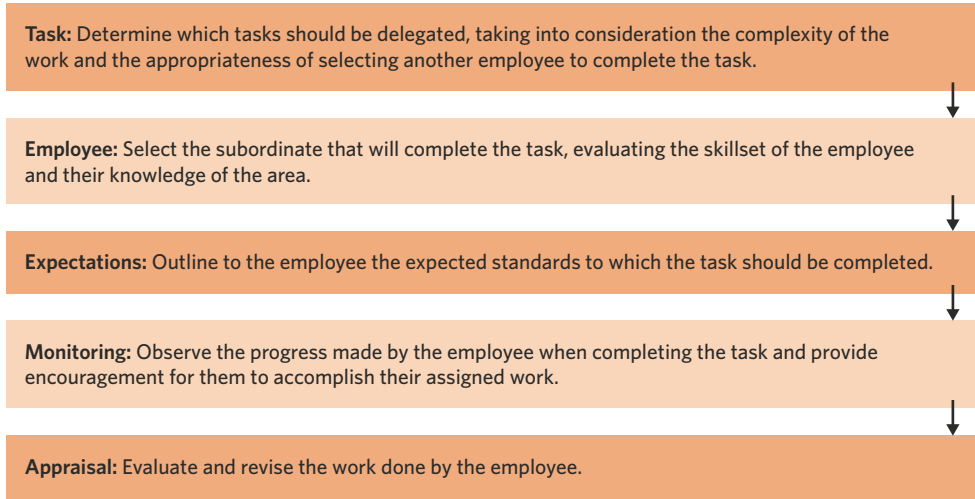 Task: Determine which tasks should be delegated, taking into consideration the complexity of the
work and the appropriateness of selecting another employee to complete the task.
Employee: Select the subordinate that will complete the task, evaluating the skillset of the employee
and their knowledge of the area.
Expectations: Outline to the employee the expected standards to which the task should be completed.
Monitoring: Observe the progress made by the employee when completing the task and provide
encouragement for them to accomplish their assigned work.
Appraisal: Evaluate and revise the work done by the employee.